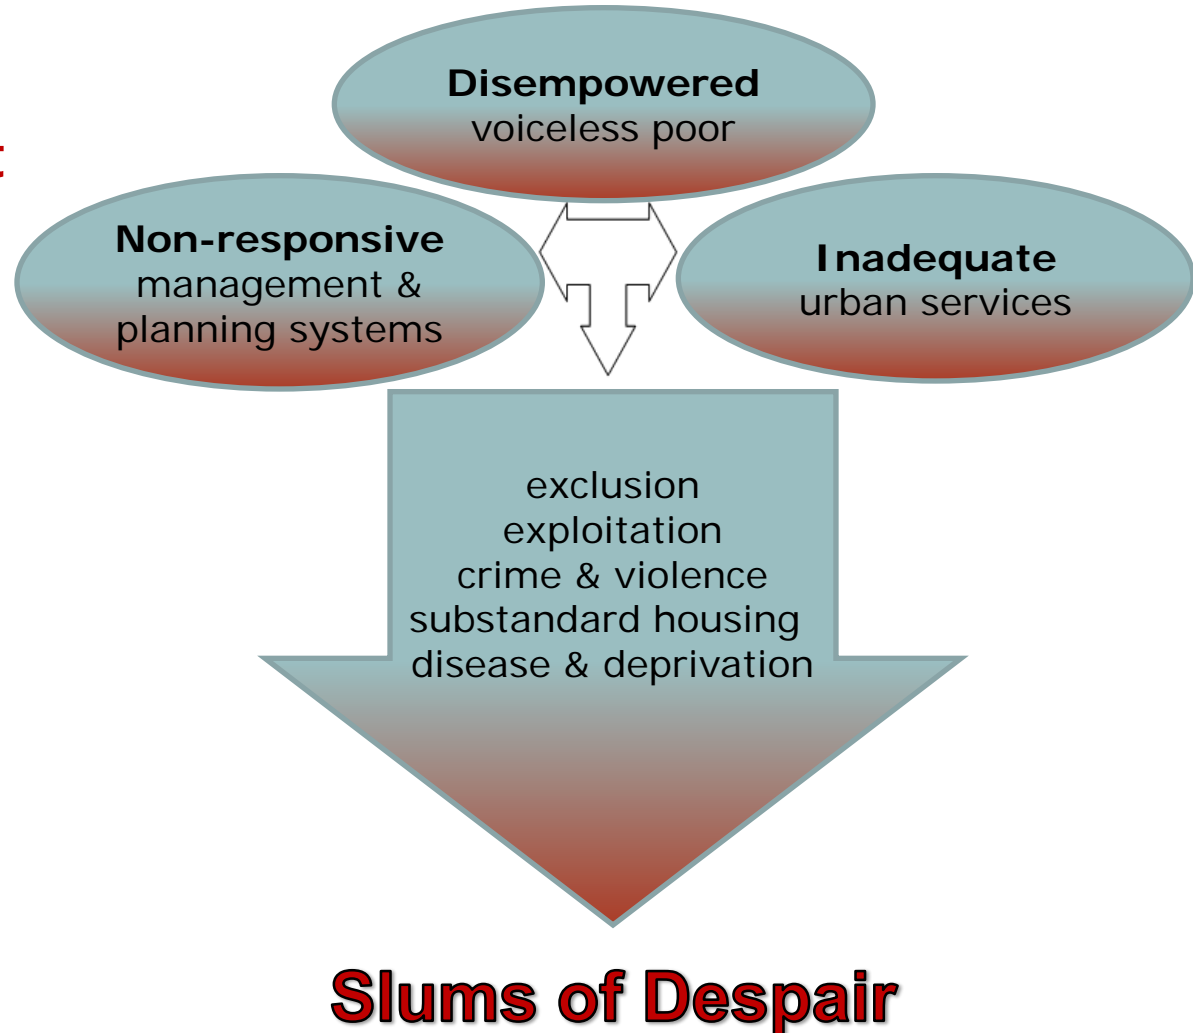 Disempowered
voiceless poor
Non-responsive
management &
planning systems
Inadequate
urban services
exclusion
exploitation
crime & violence
substandard housing
disease & deprivation
Slums of Despair